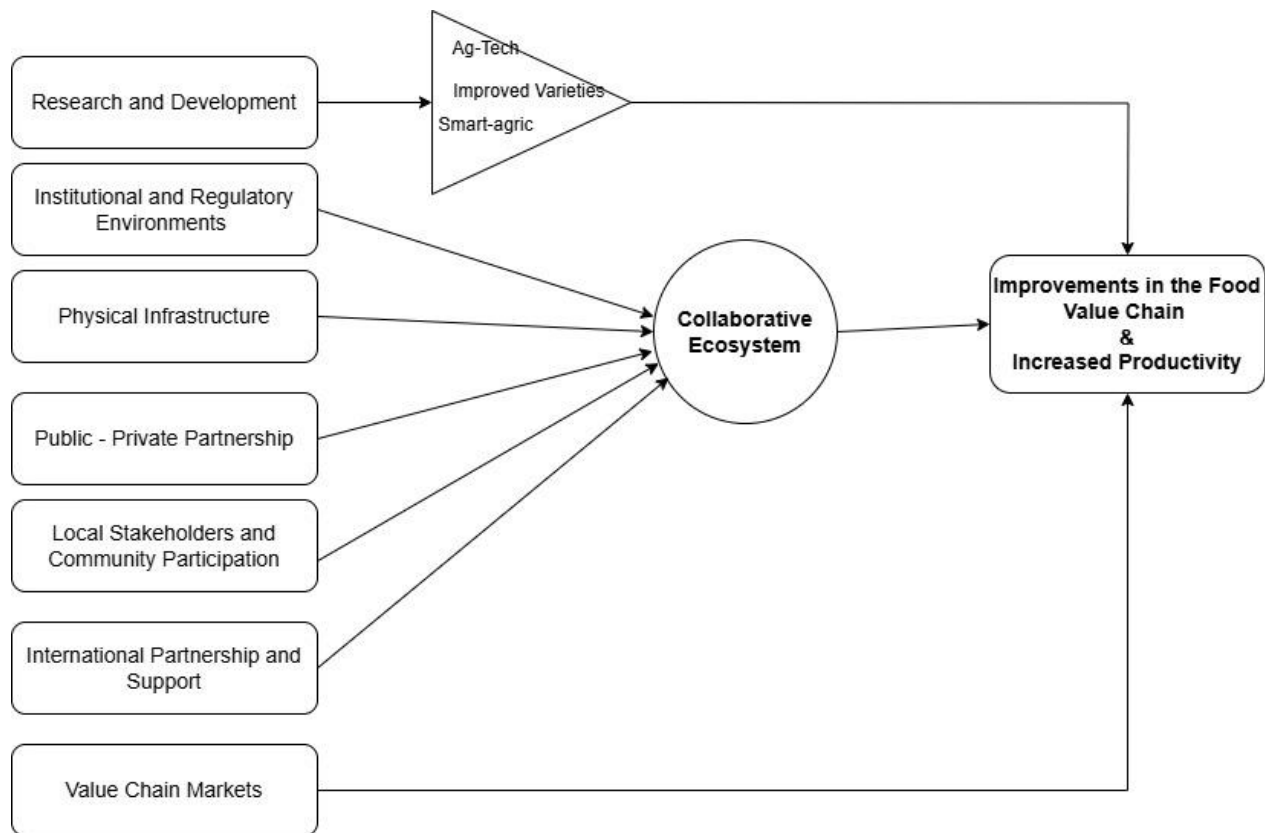 Research and Development
Ag-Tech
Improved Varieties
Smart-agric
Institutional and Regulatory
Environments
Physical Infrastructure
Public - Private Partnership
Local Stakeholders and
Community Participation
International Partnership and
Support
Value Chain Markets
Collaborative
Ecosystem
Improvements in the Food
Value Chain
&
Increased Productivity